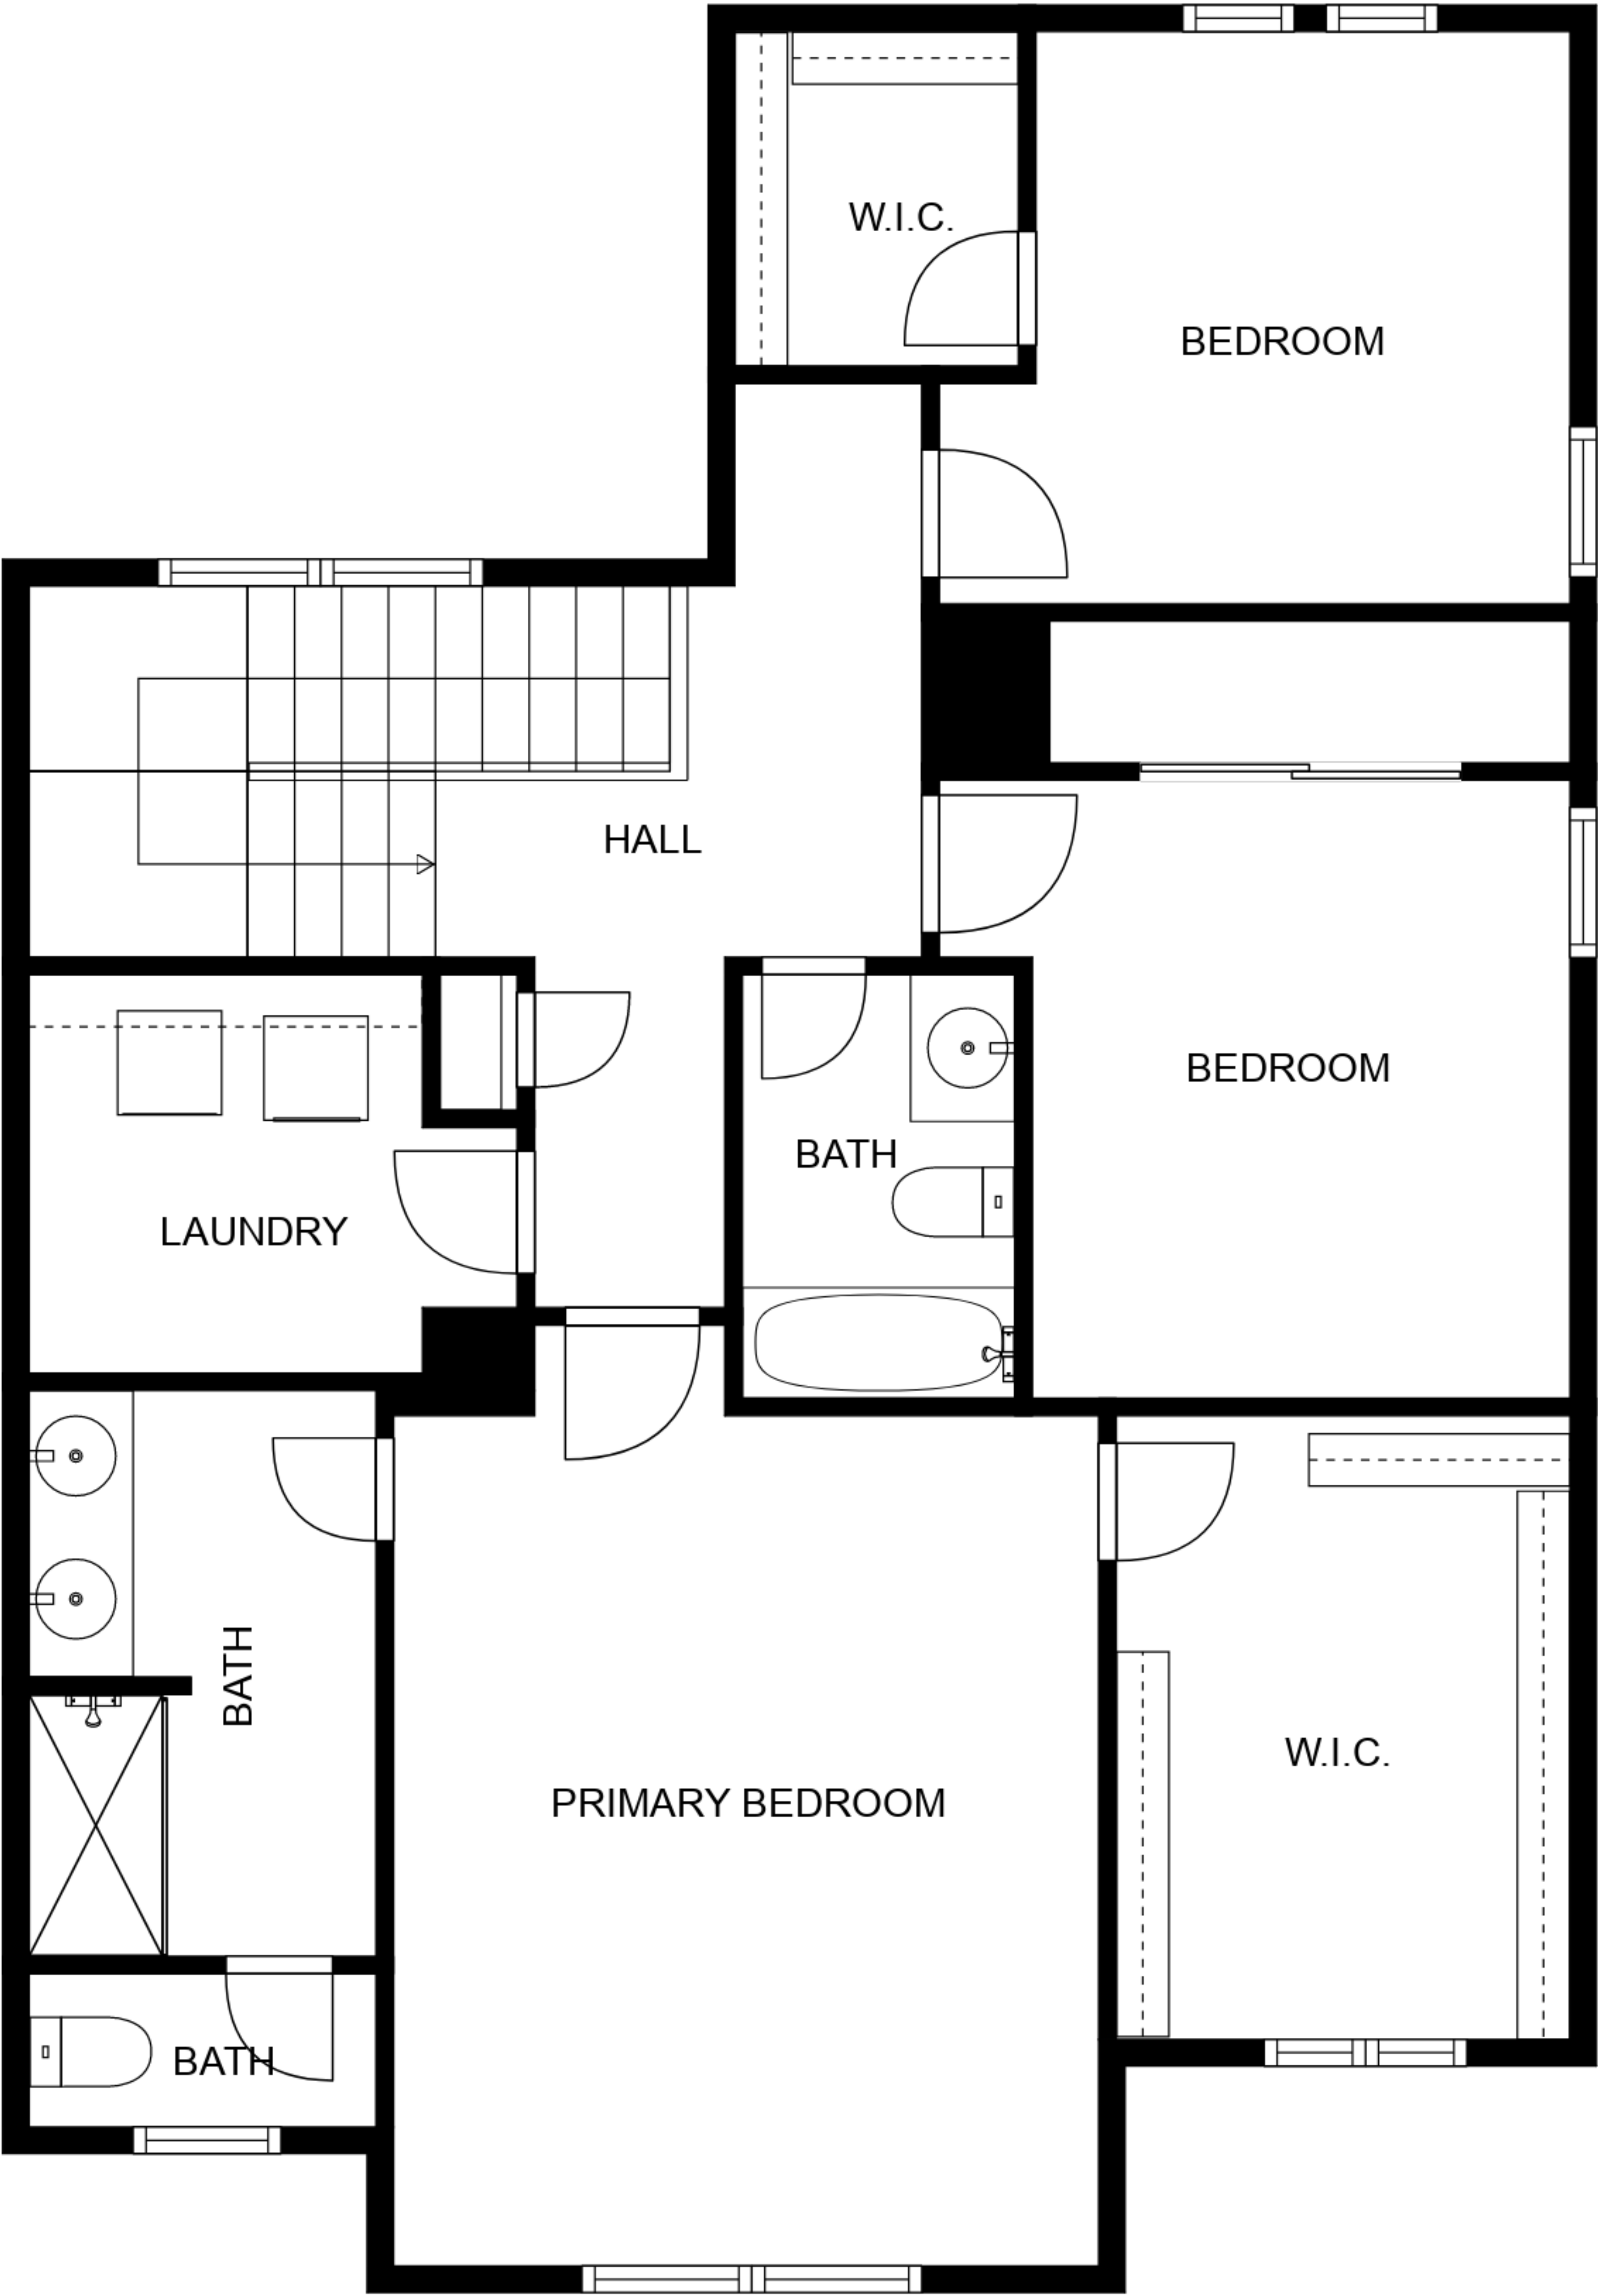 W.I.C.
BEDROOM
HALL
BEDROOM
BATH
LAUNDRY
BATH
W.I.C.
PRIMARY BEDROOM
BATH